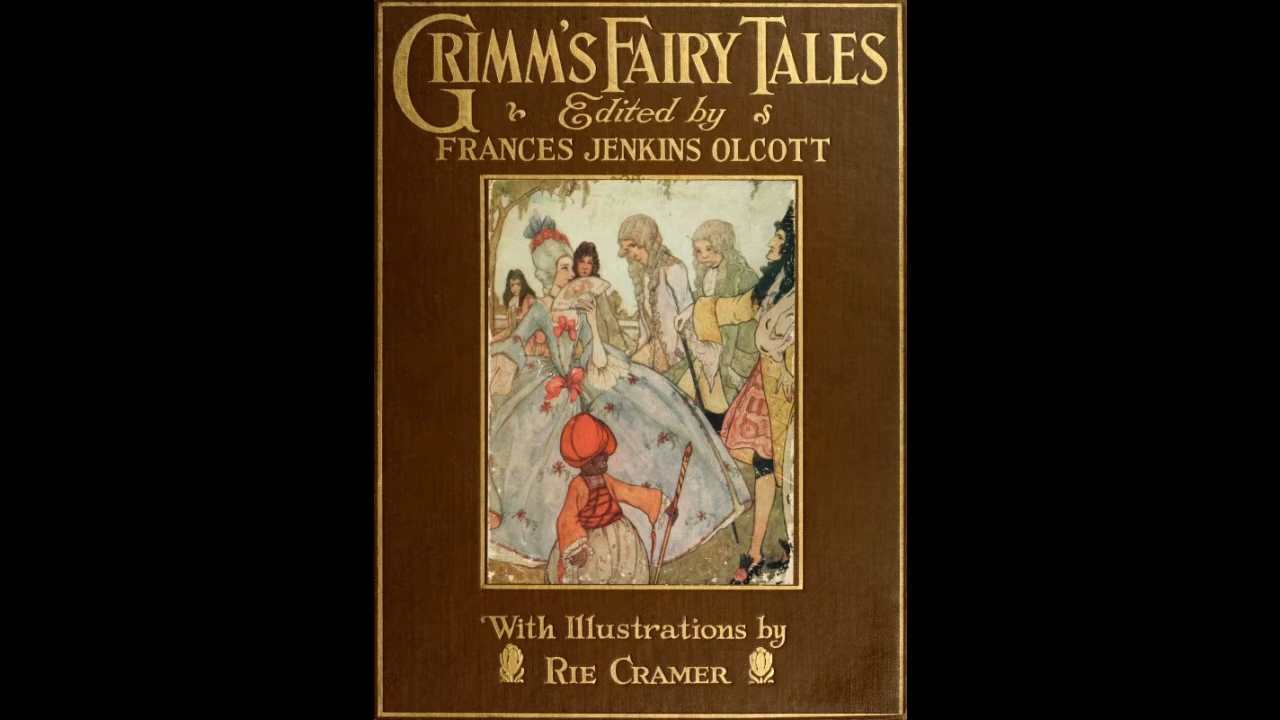 GRIMM'S FAIRY TALES
Edited by
FRANCES JENKINS OLCOTT
With Illustrations by
RIE CRAMER